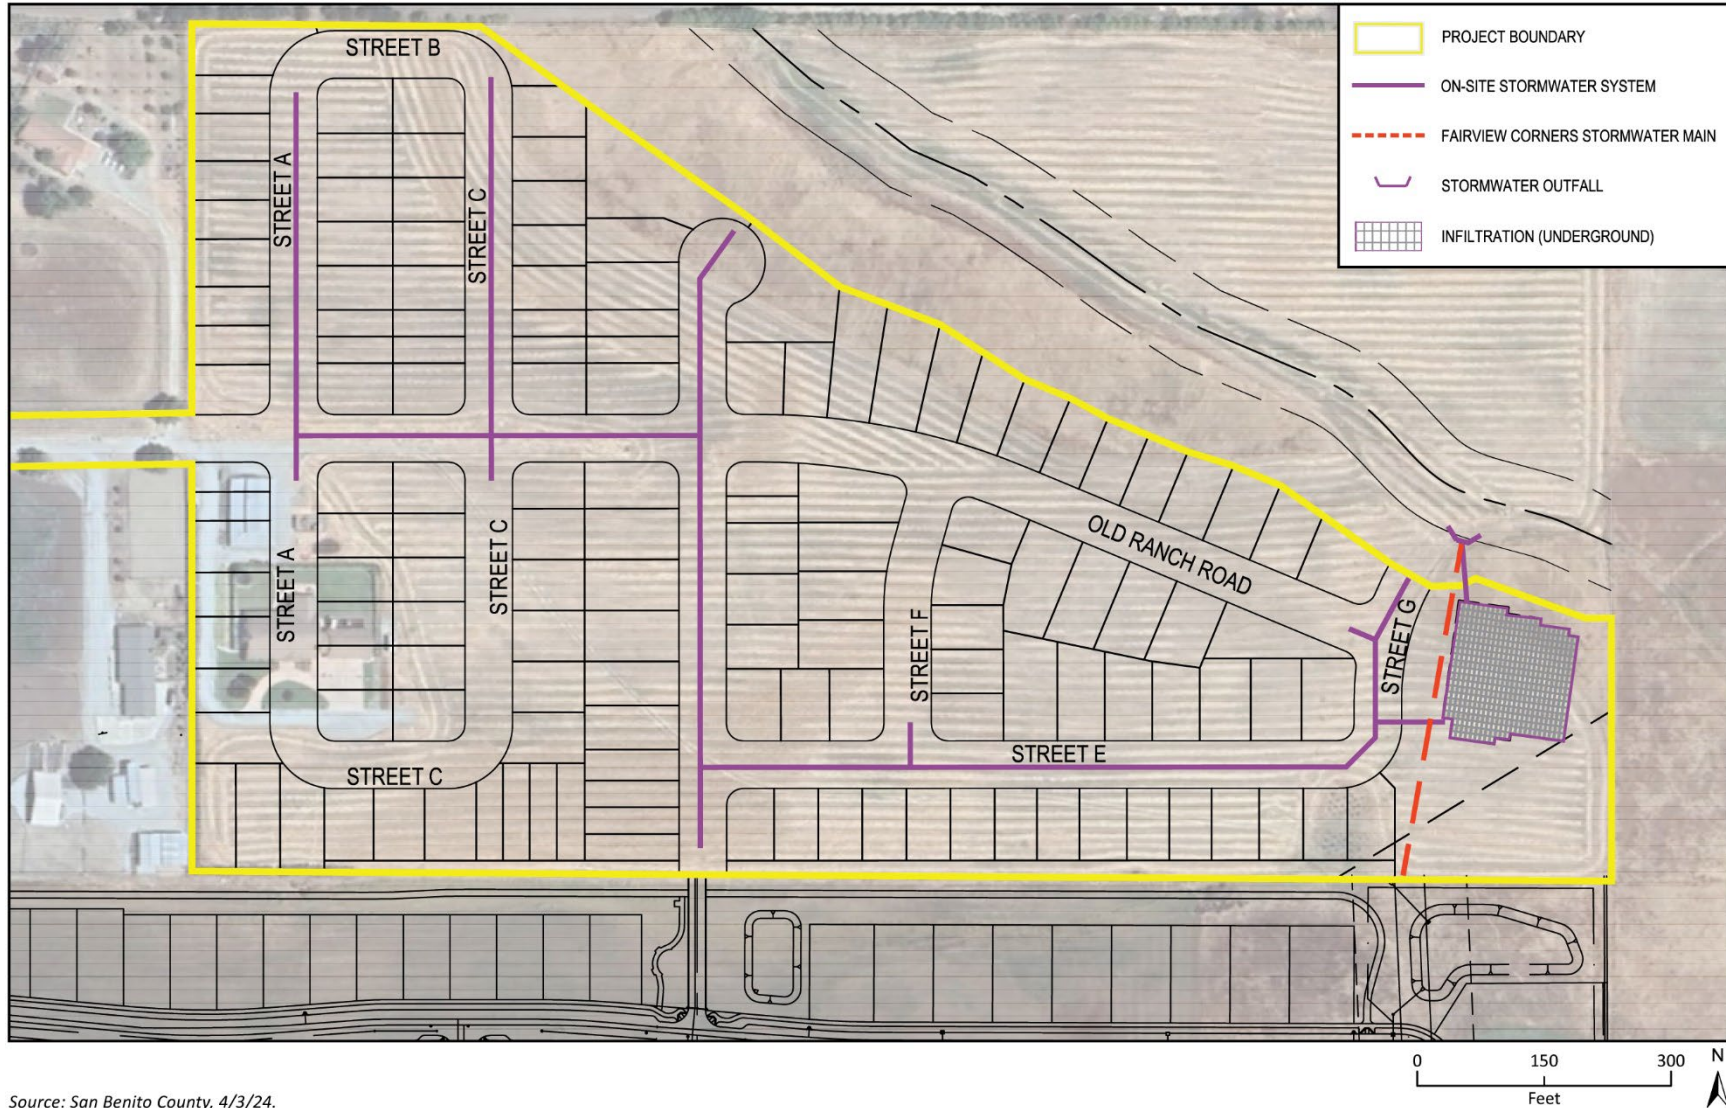 PROJECT BOUNDARY
ON-SITE STORMWATER SYSTEM
FAIRVIEW CORNERS STORMWATER MAIN
STORMWATER OUTFALL
INFILTRATION (UNDERGROUND)
STREET B
STREET A
STREET C
STREET A
STREET C
STREET F
OLD RANCH ROAD
STREET G
STREET E
STREET C
0 150 300
Feet
N
Source: San Benito County, 4/3/24.